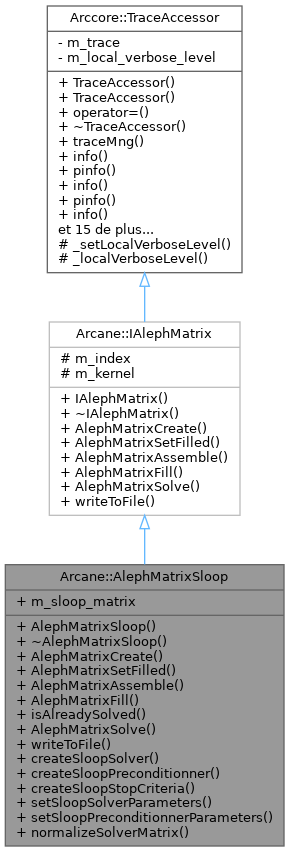 Arccore::TraceAccessor
- m_trace
- m_local_verbose_level
+ TraceAccessor()
+ TraceAccessor()
+ operator=()
+ ~TraceAccessor()
+ traceMng()
+ info()
+ pinfo()
+ info()
+ pinfo()
+ info()
et 15 de plus...
# _setLocalVerboseLevel()
# _localVerboseLevel()
Arcane::IAlephMatrix
# m_index
# m_kernel
+ IAlephMatrix()
+ ~IAlephMatrix()
+ AlephMatrixCreate()
+ AlephMatrixSetFilled()
+ AlephMatrixAssemble()
+ AlephMatrixFill()
+ AlephMatrixSolve()
+ writeToFile()
Arcane::AlephMatrixSloop
+ m_sloop_matrix
+ AlephMatrixSloop()
+ ~AlephMatrixSloop()
+ AlephMatrixCreate()
+ AlephMatrixSetFilled()
+ AlephMatrixAssemble()
+ AlephMatrixFill()
+ isAlreadySolved()
+ AlephMatrixSolve()
+ writeToFile()
+ createSloopSolver()
+ createSloopPreconditionner()
+ createSloopStopCriteria()
+ setSloopSolverParameters()
+ setSloopPreconditionnerParameters()
+ normalizeSolverMatrix()